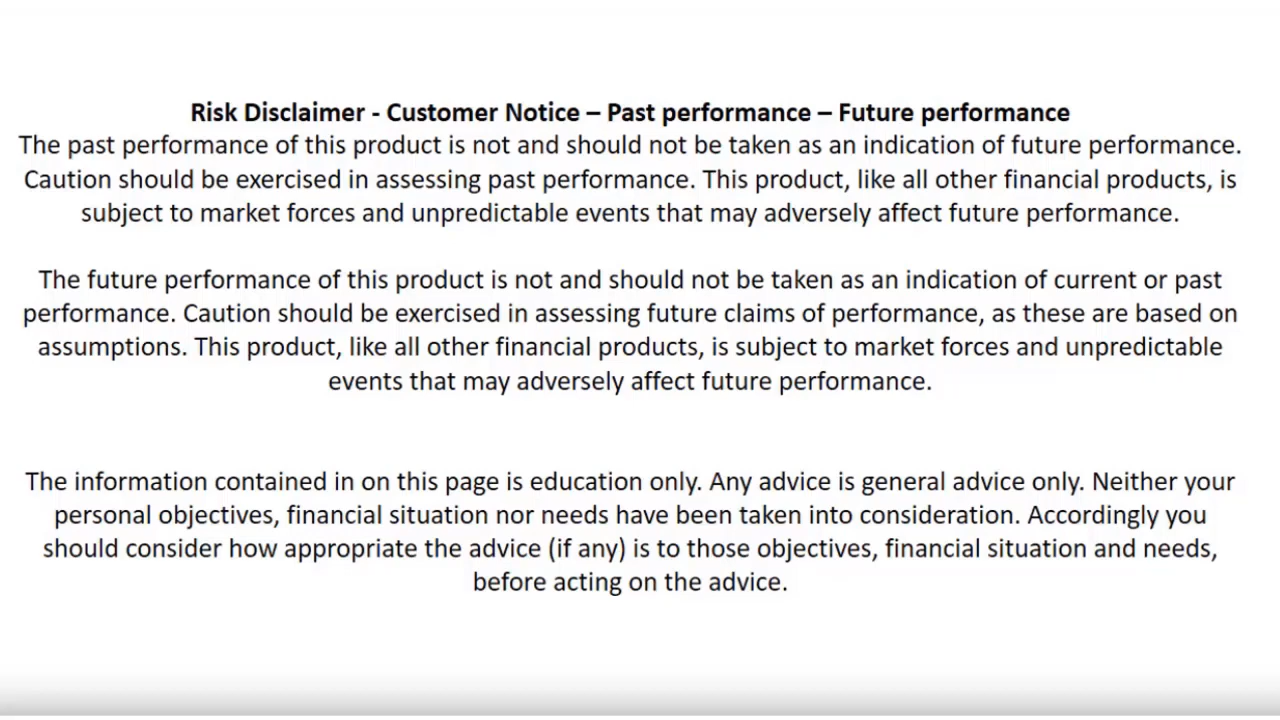 Risk Disclaimer - Customer Notice – Past performance – Future performance
The past performance of this product is not and should not be taken as an indication of future performance.
Caution should be exercised in assessing past performance. This product, like all other financial products, is
subject to market forces and unpredictable events that may adversely affect future performance.
The future performance of this product is not and should not be taken as an indication of current or past
performance. Caution should be exercised in assessing future claims of performance, as these are based on
assumptions. This product, like all other financial products, is subject to market forces and unpredictable
events that may adversely affect future performance.
The information contained in on this page is education only. Any advice is general advice only. Neither your
personal objectives, financial situation nor needs have been taken into consideration. Accordingly you
should consider how appropriate the advice (if any) is to those objectives, financial situation and needs,
before acting on the advice.